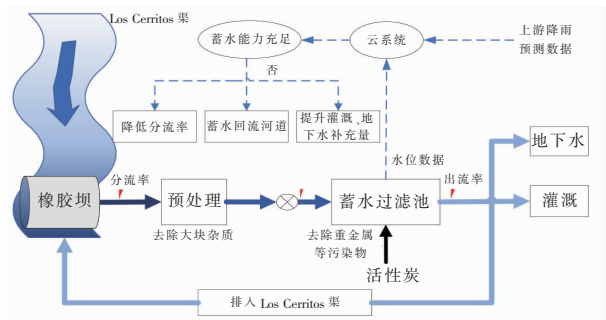 Los Cerritos 渠
蓄水能力充足
云系统
上游降雨
预测数据
否
降低分流率
蓄水回流河道
提升灌溉、地
下水补充量
地下水
水位数据
分流率
出流率
橡胶坝
预处理
蓄水过滤池
灌溉
去除大块杂质
去除重金属
等污染物
活性炭
排入 Los Cerritos 渠